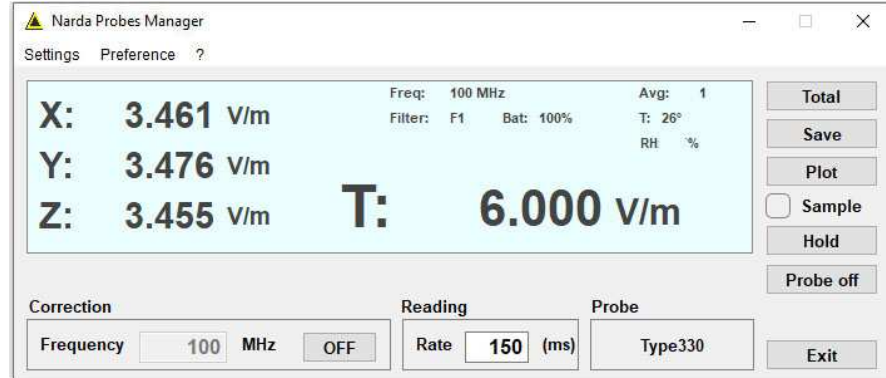 Narda Probes Manager
Settings Preference ?
X: 3.461 V/m
Y: 3.476 V/m
Z: 3.455 V/m
Freq: 100 MHz Avg: 1
Filter: F1 Bat: 100% T: 26°
RH %
T: 6.000 V/m
Total
Save
Plot
Sample
Hold
Probe off
Correction
Frequency 100 MHz OFF
Reading
Rate 150 (ms)
Probe
Type330
Exit